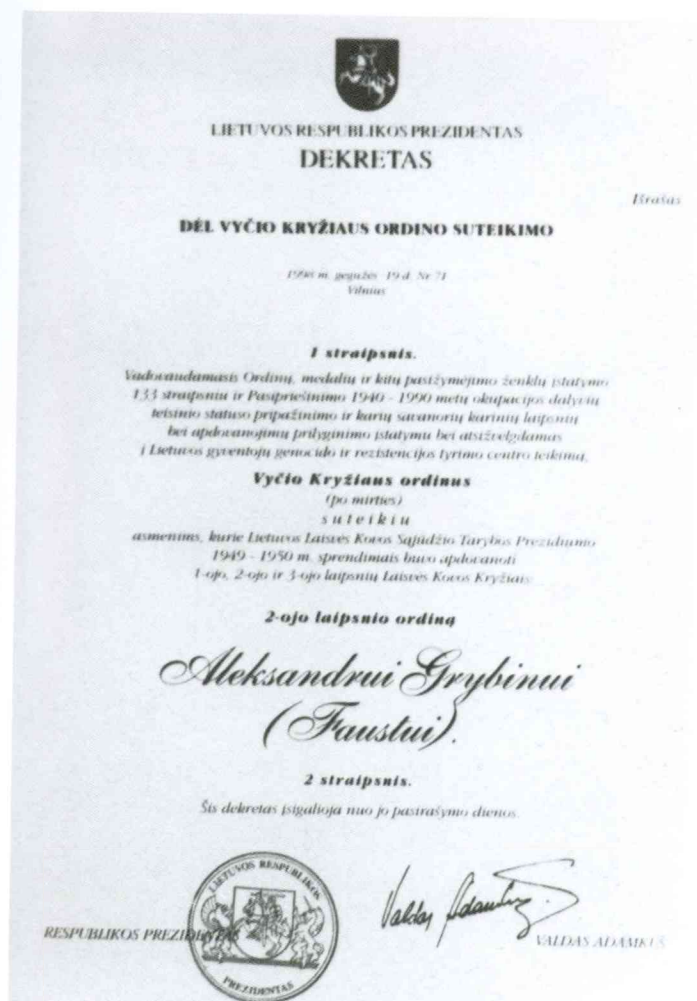 LIETUVOS RESPUBLIKOS PREZIDENTAS
DEKRETAS
Išrašas
DĖL VYČIO KRYŽIAUS ORDINO SUTEIKIMO
1998 m. gegužės 19 d. Nr 71
Vilnius
1 straipsnis.
Vadovaudamasis Ordinų, medalių ir kitų pasižymėjimo ženklų įstatymo
133 straipsniu ir Pasipriešinimo 1940 - 1990 metų okupacijos dalyvių
teisinio statuso pripažinimo ir karių savanorių karinių laipsnių
bei apdovanojimų prilyginimo įstatymu bei atsižvelgdamas
į Lietuvos gyventojų genocido ir rezistencijos tyrimo centro teikimą,
Vyčio Kryžiaus ordinus
(po mirties)
suteikiu
asmenims, kurie Lietuvos Laisvės Kovos Sąjūdžio Tarybos Prezidiumo
1949 - 1950 m. sprendimais buvo apdovanoti
1-ojo, 2-ojo ir 3-ojo laipsnių Laisvės Kovos Kryžiais:
2-ojo laipsnio ordiną
Aleksandrui Grybinui
(Faustui).
2 straipsnis.
Šis dekretas įsigalioja nuo jo pasirašymo dienos.
LIETUVOS RESPUBLIKOS
PREZIDENTAS
Valdas Adamkus
RESPUBLIKOS PREZIDENTAS
VALDAS ADAMKUS